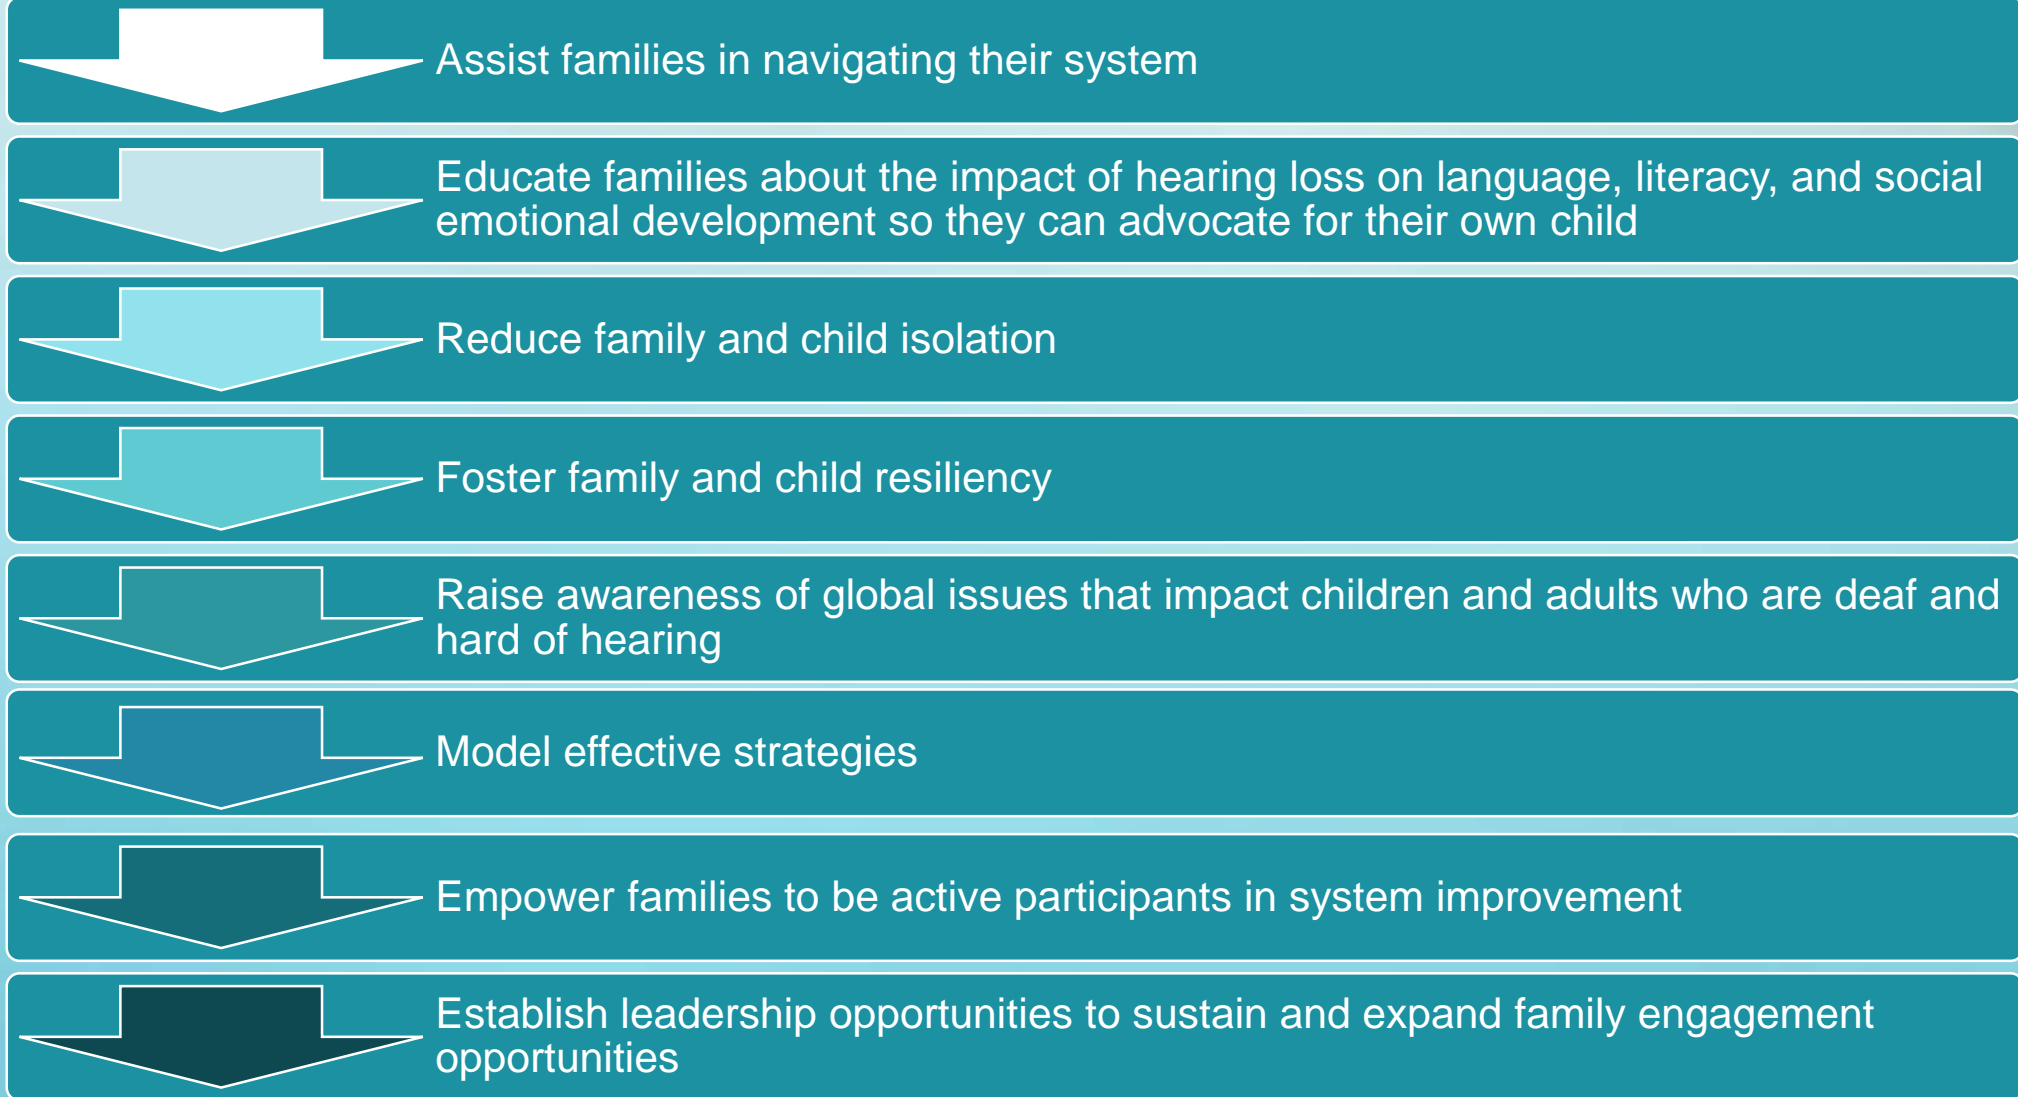 Assist families in navigating their system
Educate families about the impact of hearing loss on language, literacy, and social
emotional development so they can advocate for their own child
Reduce family and child isolation
Foster family and child resiliency
Raise awareness of global issues that impact children and adults who are deaf and
hard of hearing
Model effective strategies
Empower families to be active participants in system improvement
Establish leadership opportunities to sustain and expand family engagement
opportunities